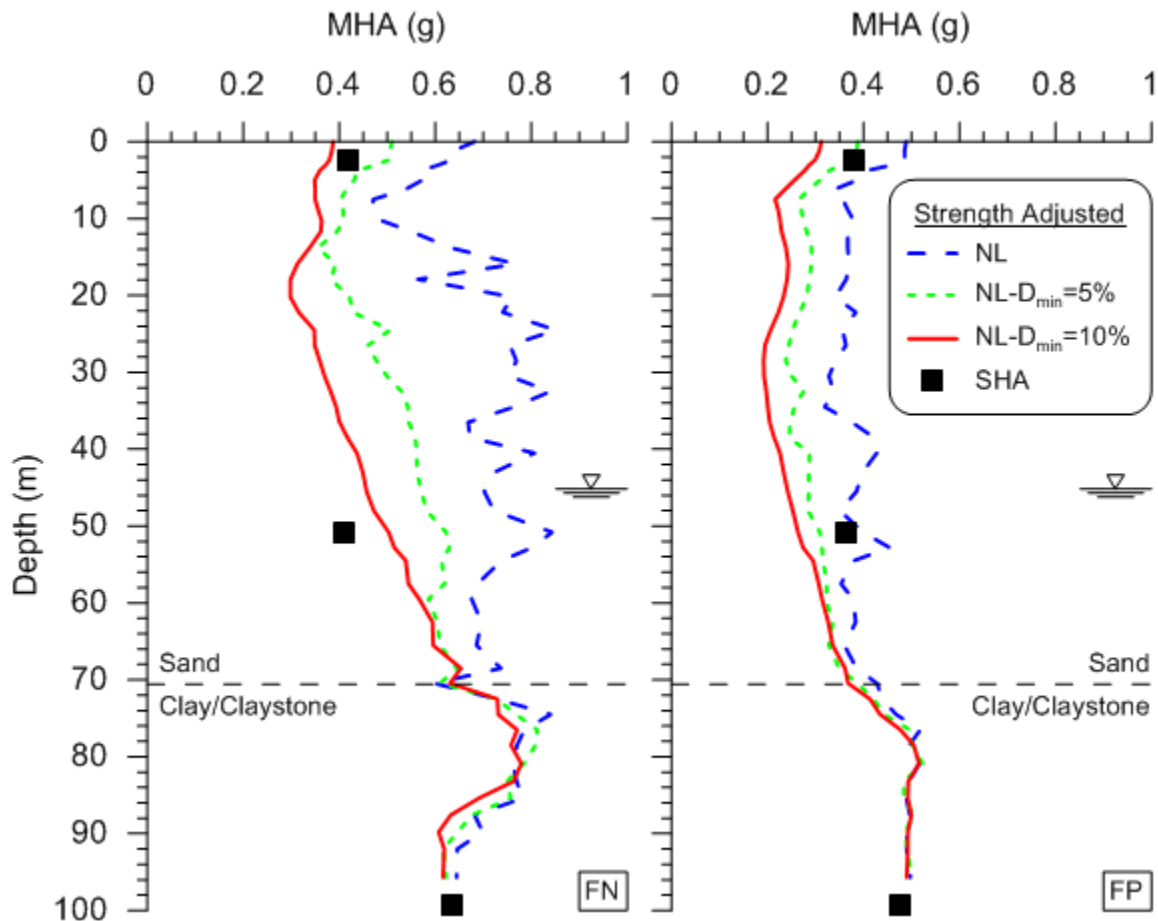 MHA (g)
MHA (g)
0 0.2 0.4 0.6 0.8 1
0 0.2 0.4 0.6 0.8 1
Depth (m)
0
10
20
30
40
50
60
70
80
90
100
Strength Adjusted
NL
NL-Dmin=5%
NL-Dmin=10%
SHA
Sand
Clay/Claystone
FN
Sand
Clay/Claystone
FP